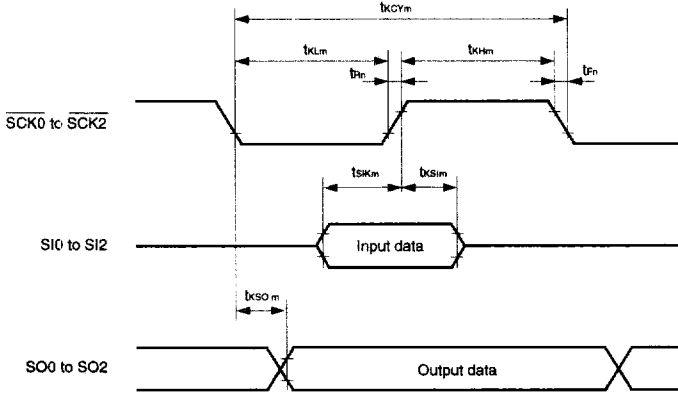 tKCYm
tKLm
tKHm
tRn
tFn
SCK0 to SCK2
tSIKm
tKSIm
SI0 to SI2
Input data
tKSO m
SO0 to SO2
Output data